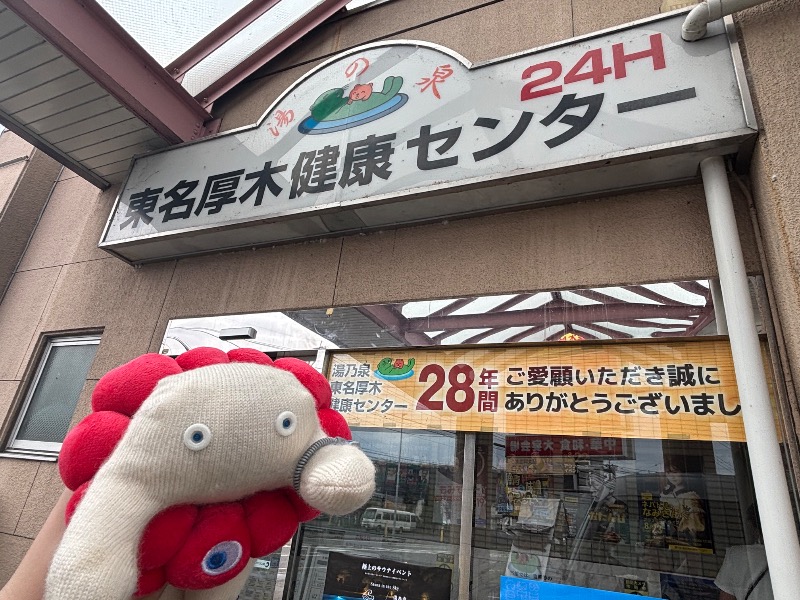 湯の泉
24H
東名厚木健康センター
湯乃泉
東名厚木
健康センター
28年間
ご愛顧いただき誠に
ありがとうございまし